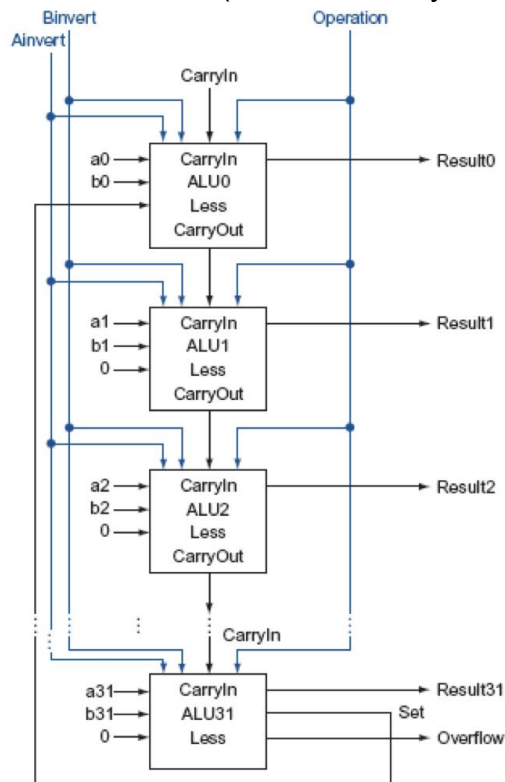 Binvert Operation
Ainvert
CarryIn
a0 CarryIn Result0
b0 ALU0
Less
CarryOut
a1 CarryIn Result1
b1 ALU1
0 Less
CarryOut
a2 CarryIn Result2
b2 ALU2
0 Less
CarryOut
CarryIn
a31 CarryIn Result31
b31 ALU31 Set
0 Less Overflow